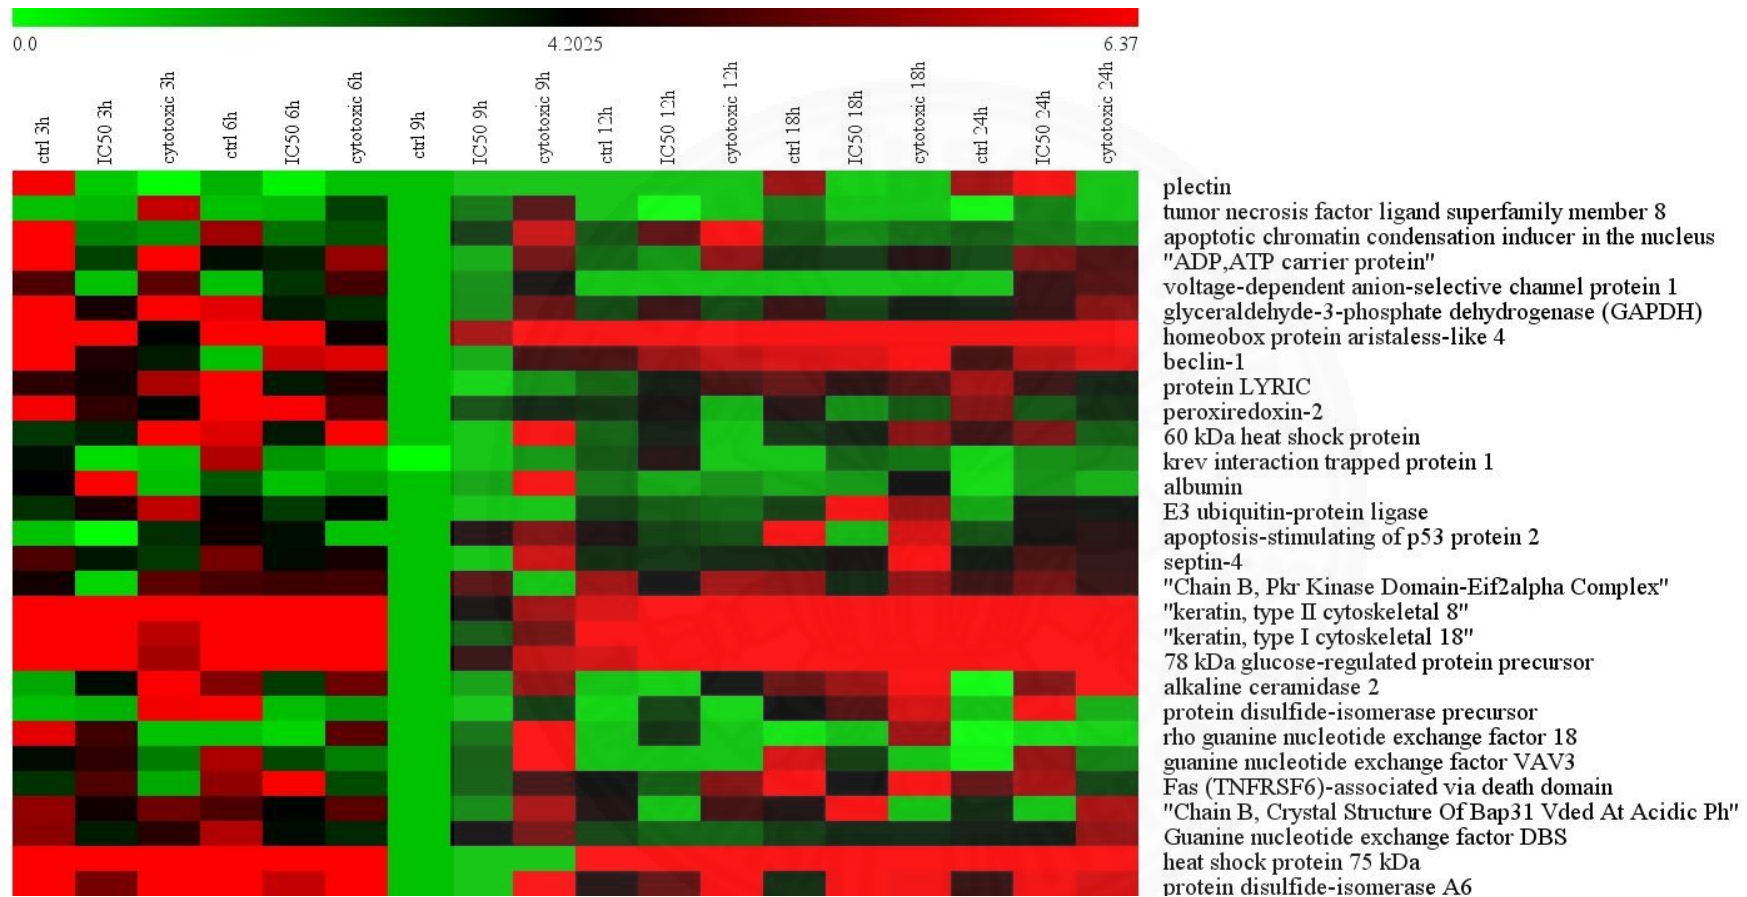 0.0 4.2025 6.37
ctrl 3h
IC50 3h
cytotoxic 3h
ctrl 6h
IC50 6h
cytotoxic 6h
ctrl 9h
IC50 9h
cytotoxic 9h
ctrl 12h
IC50 12h
cytotoxic 12h
ctrl 18h
IC50 18h
cytotoxic 18h
ctrl 24h
IC50 24h
cytotoxic 24h
plectin
tumor necrosis factor ligand superfamily member 8
apoptotic chromatin condensation inducer in the nucleus
"ADP,ATP carrier protein"
voltage-dependent anion-selective channel protein 1
glyceraldehyde-3-phosphate dehydrogenase (GAPDH)
homeobox protein aristaless-like 4
beclin-1
protein LYRIC
peroxiredoxin-2
60 kDa heat shock protein
krev interaction trapped protein 1
albumin
E3 ubiquitin-protein ligase
apoptosis-stimulating of p53 protein 2
septin-4
"Chain B, Pkr Kinase Domain-Eif2alpha Complex"
"keratin, type II cytoskeletal 8"
"keratin, type I cytoskeletal 18"
78 kDa glucose-regulated protein precursor
alkaline ceramidase 2
protein disulfide-isomerase precursor
rho guanine nucleotide exchange factor 18
guanine nucleotide exchange factor VAV3
Fas (TNFRSF6)-associated via death domain
"Chain B, Crystal Structure Of Bap31 Vded At Acidic Ph"
Guanine nucleotide exchange factor DBS
heat shock protein 75 kDa
protein disulfide-isomerase A6